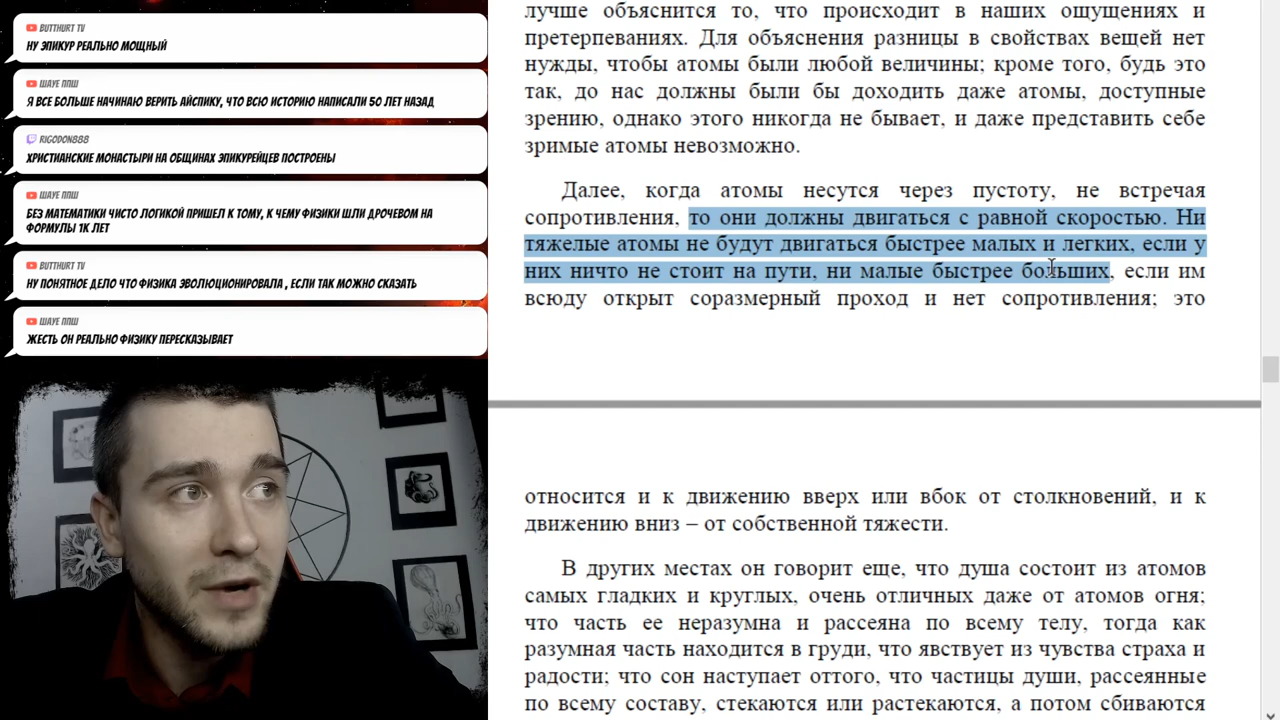 BUTTHURT TV
НУ ЭПИКУР РЕАЛЬНО МОЩНЫЙ
ШАУЕ ППШ
Я ВСЕ БОЛЬШЕ НАЧИНАЮ ВЕРИТЬ АЙСПИКУ, ЧТО ВСЮ ИСТОРИЮ НАПИСАЛИ 50 ЛЕТ НАЗАД
RIGODON888
ХРИСТИАНСКИЕ МОНАСТЫРИ НА ОБЩИНАХ ЭПИКУРЕЙЦЕВ ПОСТРОЕНЫ
ШАУЕ ППШ
БЕЗ МАТЕМАТИКИ ЧИСТО ЛОГИКОЙ ПРИШЕЛ К ТОМУ, К ЧЕМУ ФИЗИКИ ШЛИ ДРОЧЕВОМ НА
ФОРМУЛЫ 1К ЛЕТ
BUTTHURT TV
НУ ПОНЯТНОЕ ДЕЛО ЧТО ФИЗИКА ЭВОЛЮЦИОНИРОВАЛА , ЕСЛИ ТАК МОЖНО СКАЗАТЬ
ШАУЕ ППШ
ЖЕСТЬ ОН РЕАЛЬНО ФИЗИКУ ПЕРЕСКАЗЫВАЕТ
лучше объяснится то, что происходит в наших ощущениях и
претерпеваниях. Для объяснения разницы в свойствах вещей нет
нужды, чтобы атомы были любой величины; кроме того, будь это
так, до нас должны были бы доходить даже атомы, доступные
зрению, однако этого никогда не бывает, и даже представить себе
зримые атомы невозможно.
Далее, когда атомы несутся через пустоту, не встречая
сопротивления, то они должны двигаться с равной скоростью. Ни
тяжелые атомы не будут двигаться быстрее малых и легких, если у
них ничто не стоит на пути, ни малые быстрее больших, если им
всюду открыт соразмерный проход и нет сопротивления; это
относится и к движению вверх или вбок от столкновений, и к
движению вниз – от собственной тяжести.
В других местах он говорит еще, что душа состоит из атомов
самых гладких и круглых, очень отличных даже от атомов огня;
что часть ее неразумна и рассеяна по всему телу, тогда как
разумная часть находится в груди, что явствует из чувства страха и
радости; что сон наступает оттого, что частицы души, рассеянные
по всему составу, стекаются или растекаются, а потом сбиваются